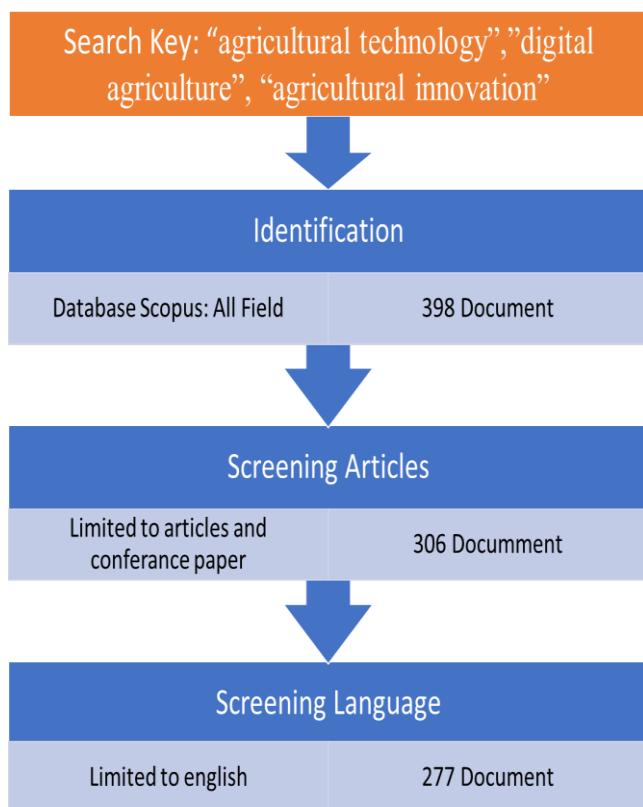 Search Key: “agricultural technology”,”digital
agriculture”, “agricultural innovation”
Identification
Database Scopus: All Field
398 Document
Screening Articles
Limited to articles and
conferance paper
306 Documment
Screening Language
Limited to english
277 Document